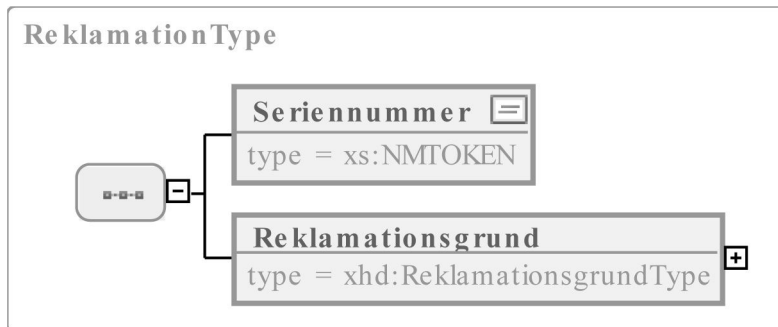 ReklamationType
Seriennummer
type = xs:NMTOKEN
Reklamationsgrund
type = xhd:ReklamationsgrundType